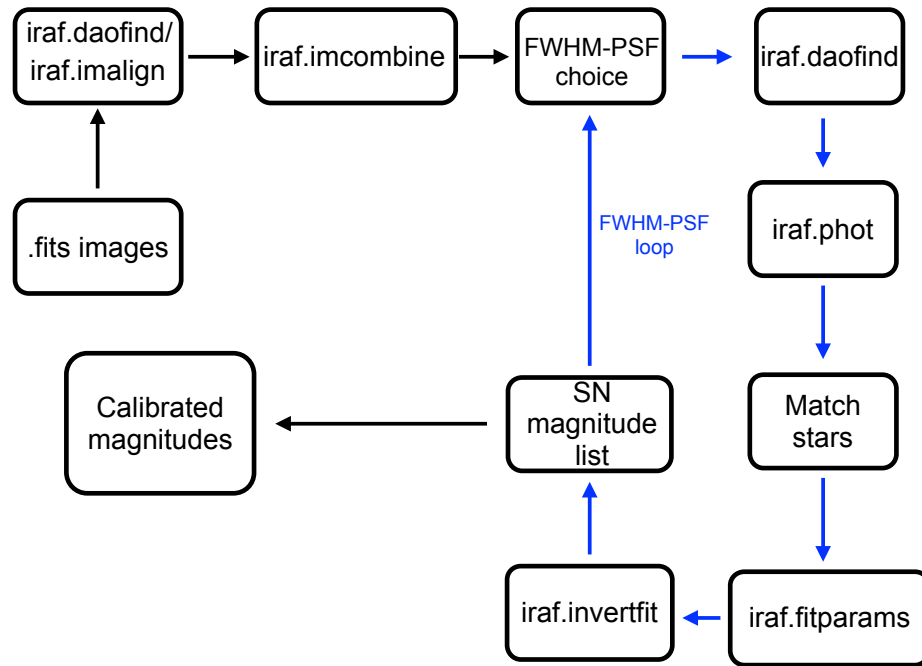 iraf.daofind/
iraf.imalign
iraf.imcombine
FWHM-PSF
choice
iraf.daofind
.fits images
FWHM-PSF
loop
iraf.phot
Calibrated
magnitudes
SN
magnitude
list
Match
stars
iraf.invertfit
iraf.fitparams